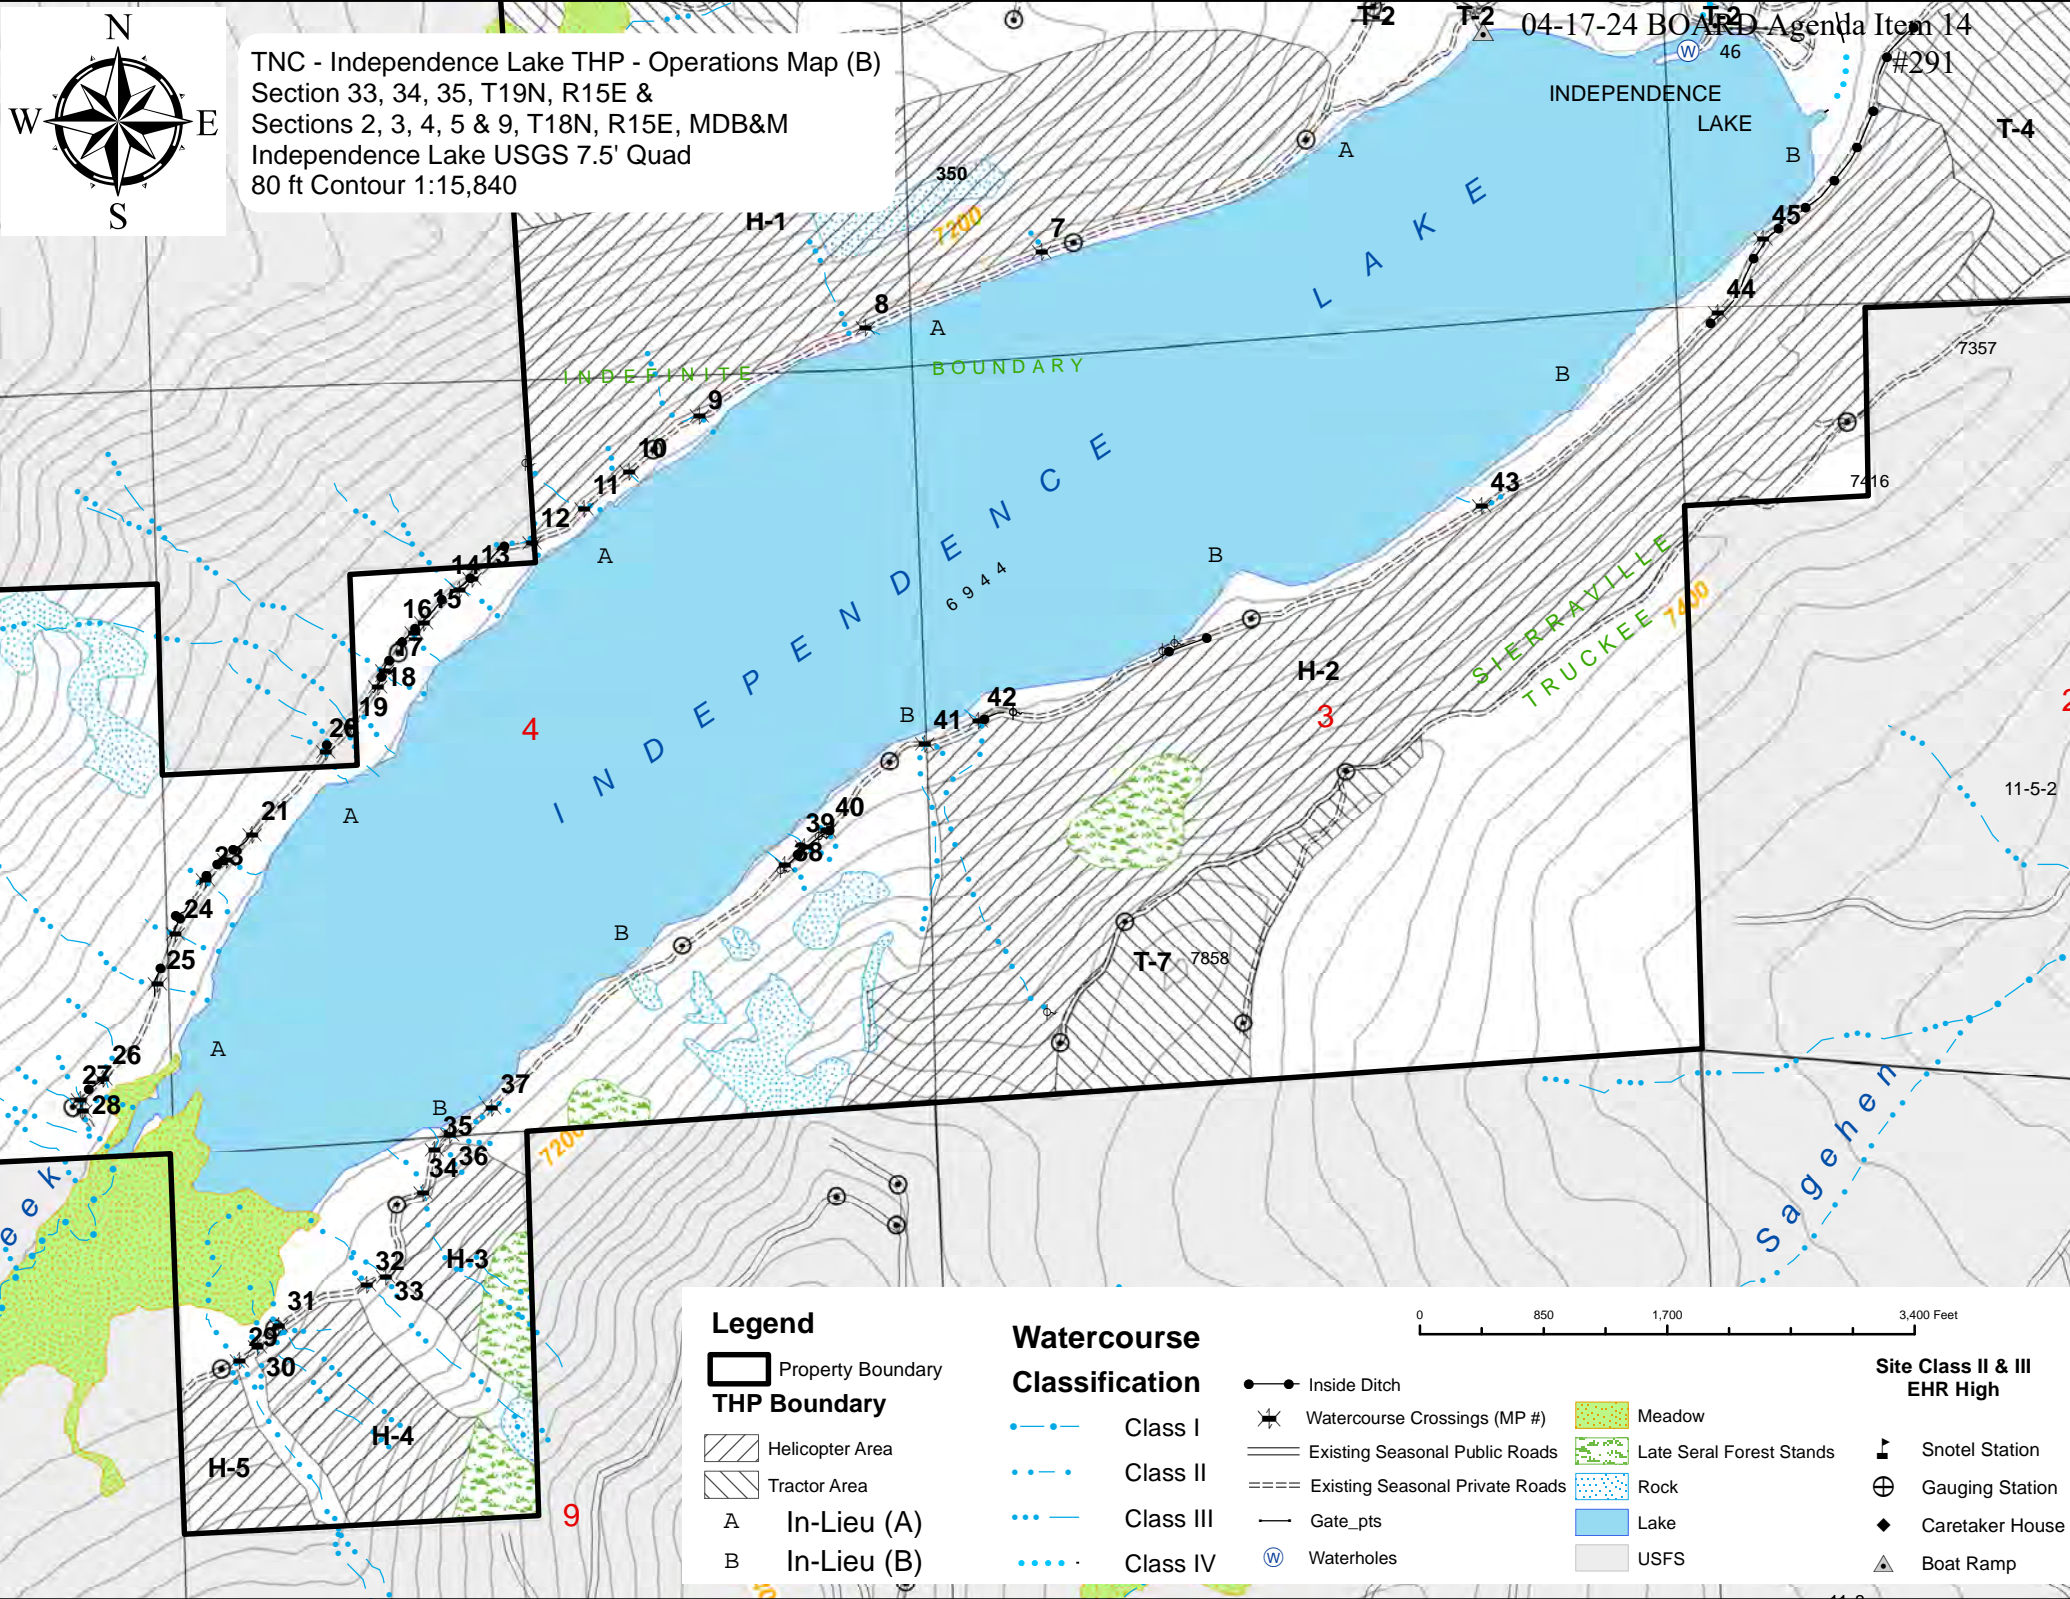 04-17-24 BOARD Agenda Item 14
#291
N
W
E
S
TNC - Independence Lake THP - Operations Map (B)
Section 33, 34, 35, T19N, R15E &
Sections 2, 3, 4, 5 & 9, T18N, R15E, MDB&M
Independence Lake USGS 7.5' Quad
80 ft Contour 1:15,840
T-2
T-2
T-2
46
INDEPENDENCE
LAKE
T-4
A
B
350
H-1
7200
7
45
8
44
A
LAKE
INDEFINITE BOUNDARY
7357
B
9
10
11
12
43
7416
A
B
13
14
15
16
17
18
19
20
INDEPENDENCE
6944
SIERRAVILLE
TRUCKEE
7400
H-2
4
3
2
42
41
B
11-5-2
21
A
40
39
38
23
24
25
B
T-7
7858
A
26
27
28
37
B
35
36
34
7200
eek
Sagehen
32
33
H-3
31
29
30
H-4
H-5
9
Legend
Property Boundary
THP Boundary
Helicopter Area
Tractor Area
A In-Lieu (A)
B In-Lieu (B)
Watercourse
Classification
Class I
Class II
Class III
Class IV
0 850 1,700 3,400 Feet
Inside Ditch
Watercourse Crossings (MP #)
Existing Seasonal Public Roads
Existing Seasonal Private Roads
Gate_pts
W Waterholes
Meadow
Late Seral Forest Stands
Rock
Lake
USFS
Site Class II & III
EHR High
Snotel Station
Gauging Station
Caretaker House
Boat Ramp